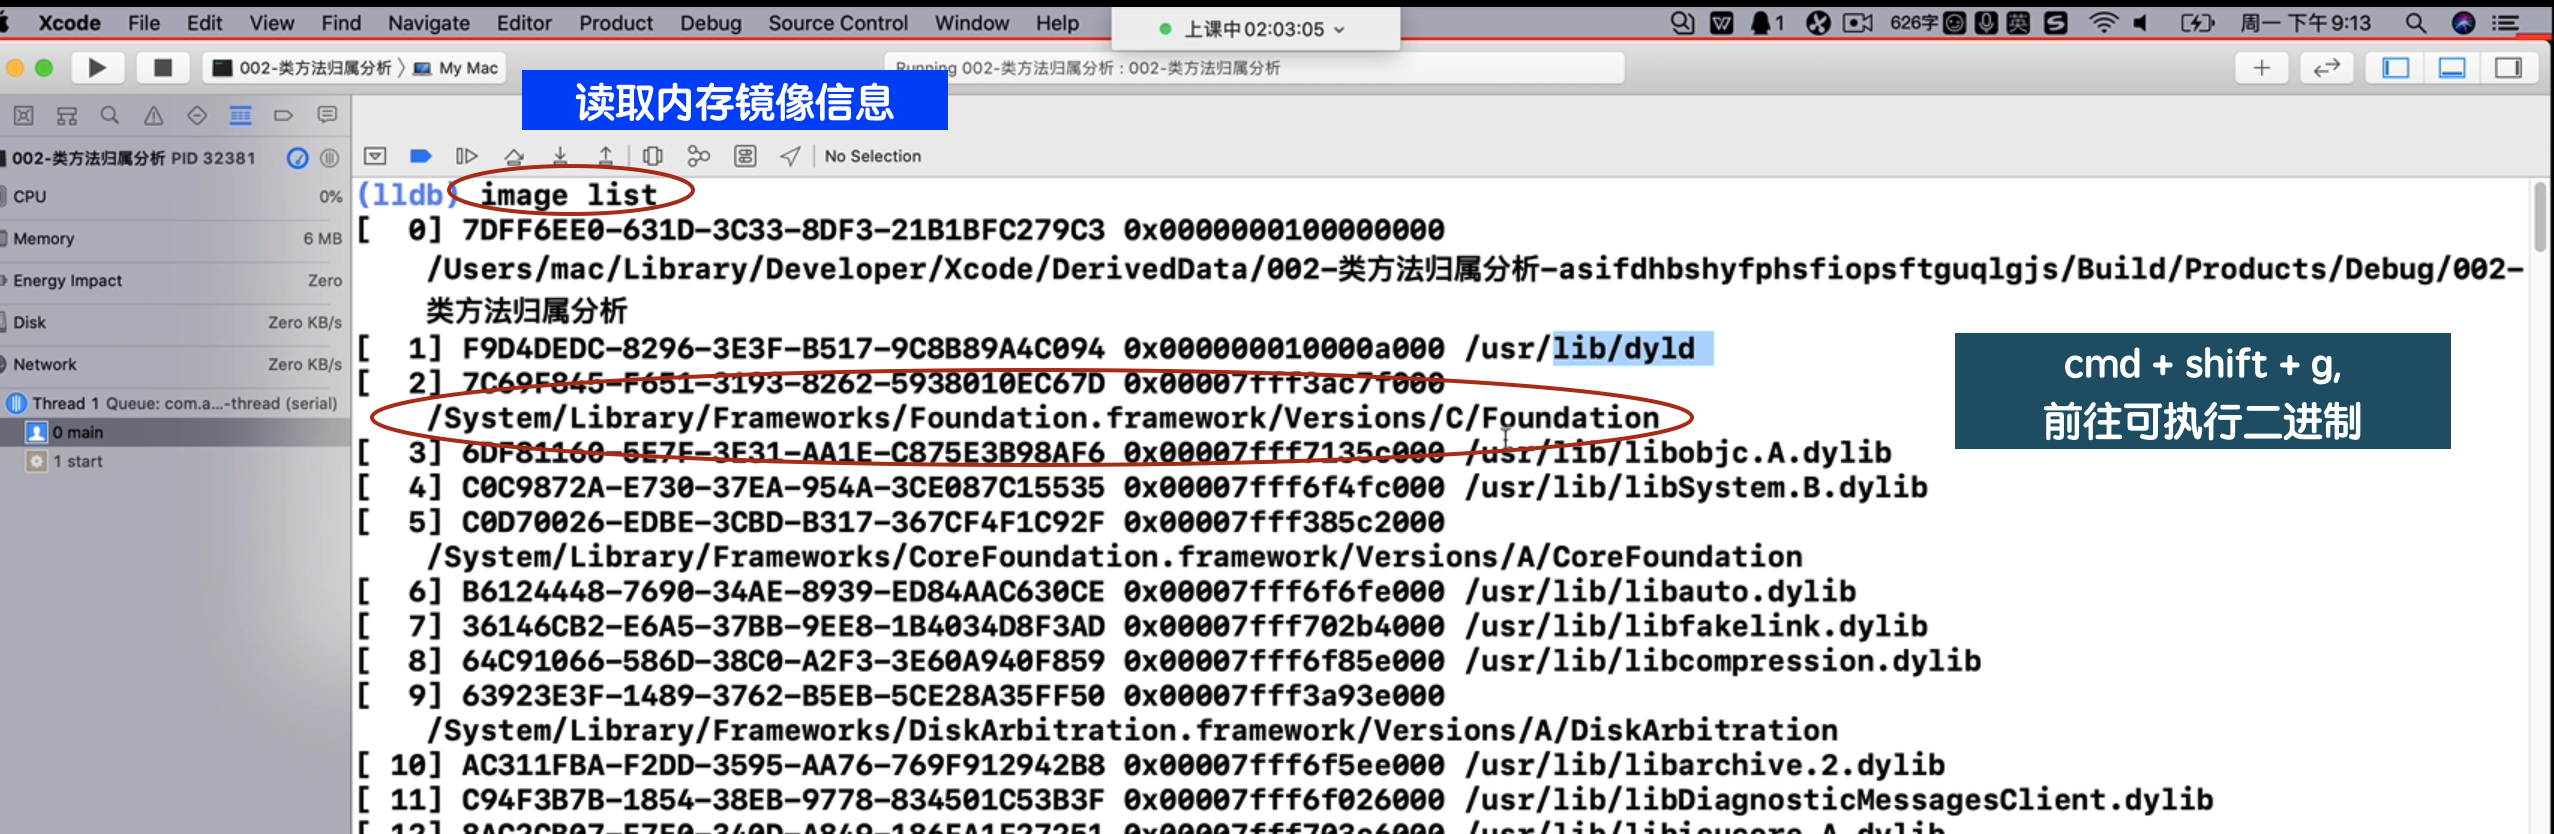 Xcode File Edit View Find Navigate Editor Product Debug Source Control Window Help
上课中 02:03:05
1 626字 英 周一 下午 9:13
002-类方法归属分析 〉 My Mac
Running 002-类方法归属分析 : 002-类方法归属分析
读取内存镜像信息
002-类方法归属分析 PID 32381
No Selection
CPU 0%
Memory 6 MB
Energy Impact Zero
Disk Zero KB/s
Network Zero KB/s
Thread 1 Queue: com.a...-thread (serial)
0 main
1 start
(lldb) image list
[ 0] 7DFF6EE0-631D-3C33-8DF3-21B1BFC279C3 0x0000000100000000
/Users/mac/Library/Developer/Xcode/DerivedData/002-类方法归属分析-asifdhbshyfphsfiopsftguqlgjs/Build/Products/Debug/002-
类方法归属分析
[ 1] F9D4DEDC-8296-3E3F-B517-9C8B89A4C094 0x000000010000a000 /usr/lib/dyld
[ 2] 7C69F845-F651-3193-8262-5938010EC67D 0x00007fff3ac7f000
/System/Library/Frameworks/Foundation.framework/Versions/C/Foundation
[ 3] 6DF81160-5E7F-3E31-AA1E-C875E3B98AF6 0x00007fff7135c000 /usr/lib/libobjc.A.dylib
[ 4] C0C9872A-E730-37EA-954A-3CE087C15535 0x00007fff6f4fc000 /usr/lib/libSystem.B.dylib
[ 5] C0D70026-EDBE-3CBD-B317-367CF4F1C92F 0x00007fff385c2000
/System/Library/Frameworks/CoreFoundation.framework/Versions/A/CoreFoundation
[ 6] B6124448-7690-34AE-8939-ED84AAC630CE 0x00007fff6f6fe000 /usr/lib/libauto.dylib
[ 7] 36146CB2-E6A5-37BB-9EE8-1B4034D8F3AD 0x00007fff702b4000 /usr/lib/libfakelink.dylib
[ 8] 64C91066-586D-38C0-A2F3-3E60A940F859 0x00007fff6f85e000 /usr/lib/libcompression.dylib
[ 9] 63923E3F-1489-3762-B5EB-5CE28A35FF50 0x00007fff3a93e000
/System/Library/Frameworks/DiskArbitration.framework/Versions/A/DiskArbitration
[ 10] AC311FBA-F2DD-3595-AA76-769F912942B8 0x00007fff6f5ee000 /usr/lib/libarchive.2.dylib
[ 11] C94F3B7B-1854-38EB-9778-834501C53B3F 0x00007fff6f026000 /usr/lib/libDiagnosticMessagesClient.dylib
cmd + shift + g,
前往可执行二进制